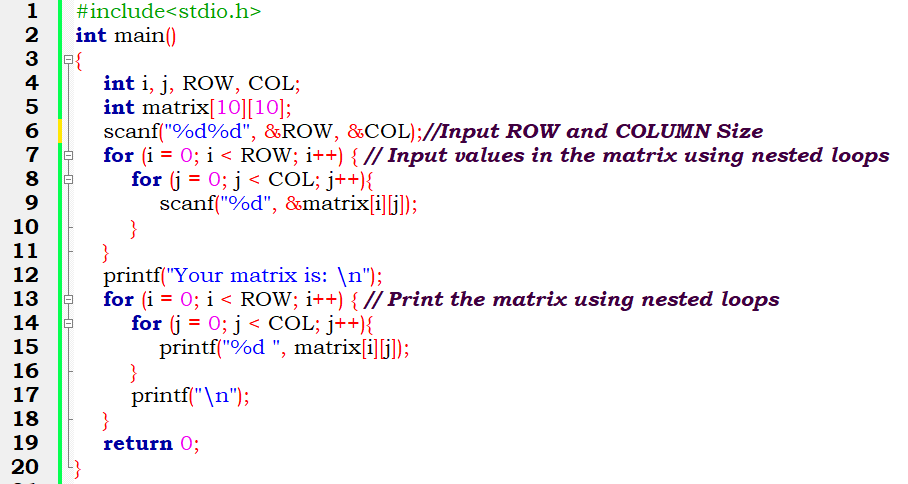 1 #include<stdio.h>
2 int main()
3 {
4 int i, j, ROW, COL;
5 int matrix[10][10];
6 scanf("%d%d", &ROW, &COL);//Input ROW and COLUMN Size
7 for (i = 0; i < ROW; i++) { // Input values in the matrix using nested loops
8 for (j = 0; j < COL; j++){
9 scanf("%d", &matrix[i][j]);
10 }
11 }
12 printf("Your matrix is: \n");
13 for (i = 0; i < ROW; i++) { // Print the matrix using nested loops
14 for (j = 0; j < COL; j++){
15 printf("%d ", matrix[i][j]);
16 }
17 printf("\n");
18 }
19 return 0;
20 }